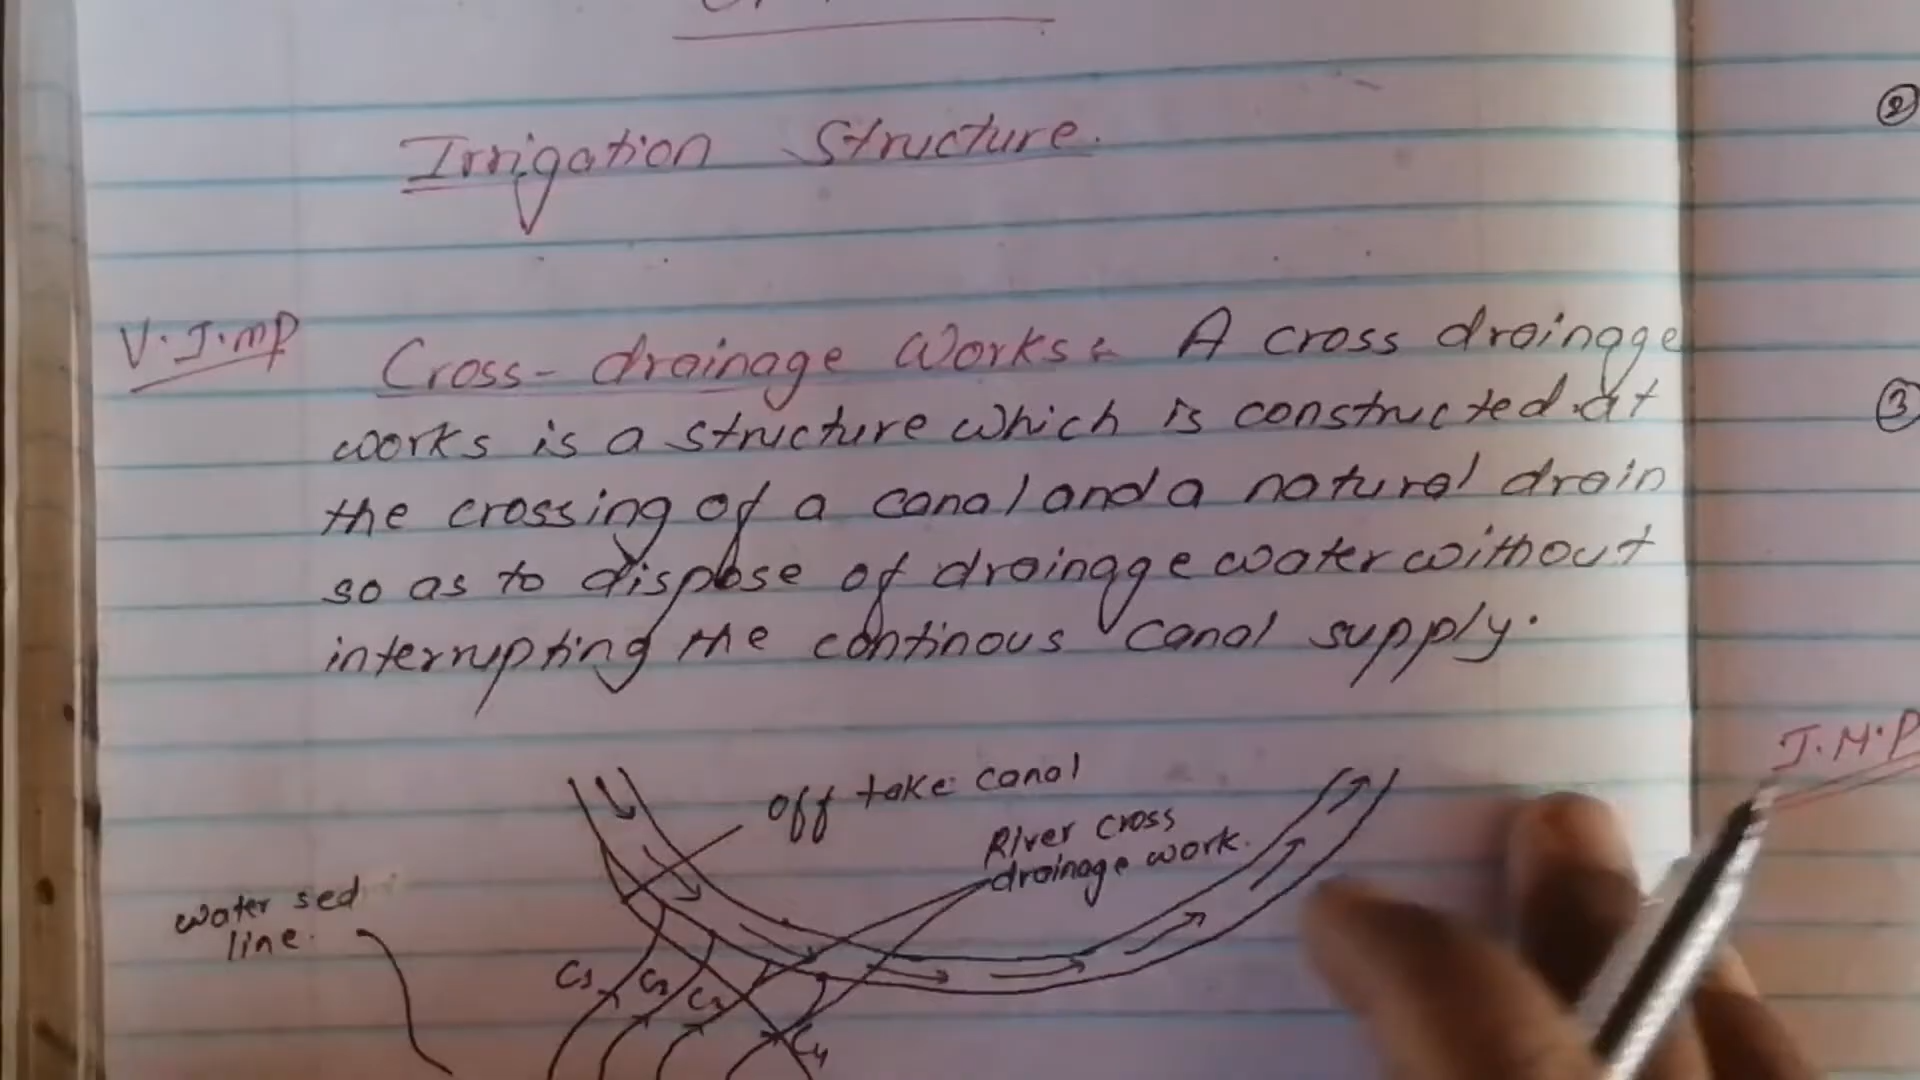 Irrigation Structure.
②
V.I.mp
Cross-drainage Works:- A cross drainage
works is a structure which is constructed at
③
the crossing of a canal and a natural drain
so as to dispose of drainage water without
interrupting the continous canal supply.
I.M.P
off take canal
River cross
drainage work.
water sed
line.
C1 C2 C3
C4